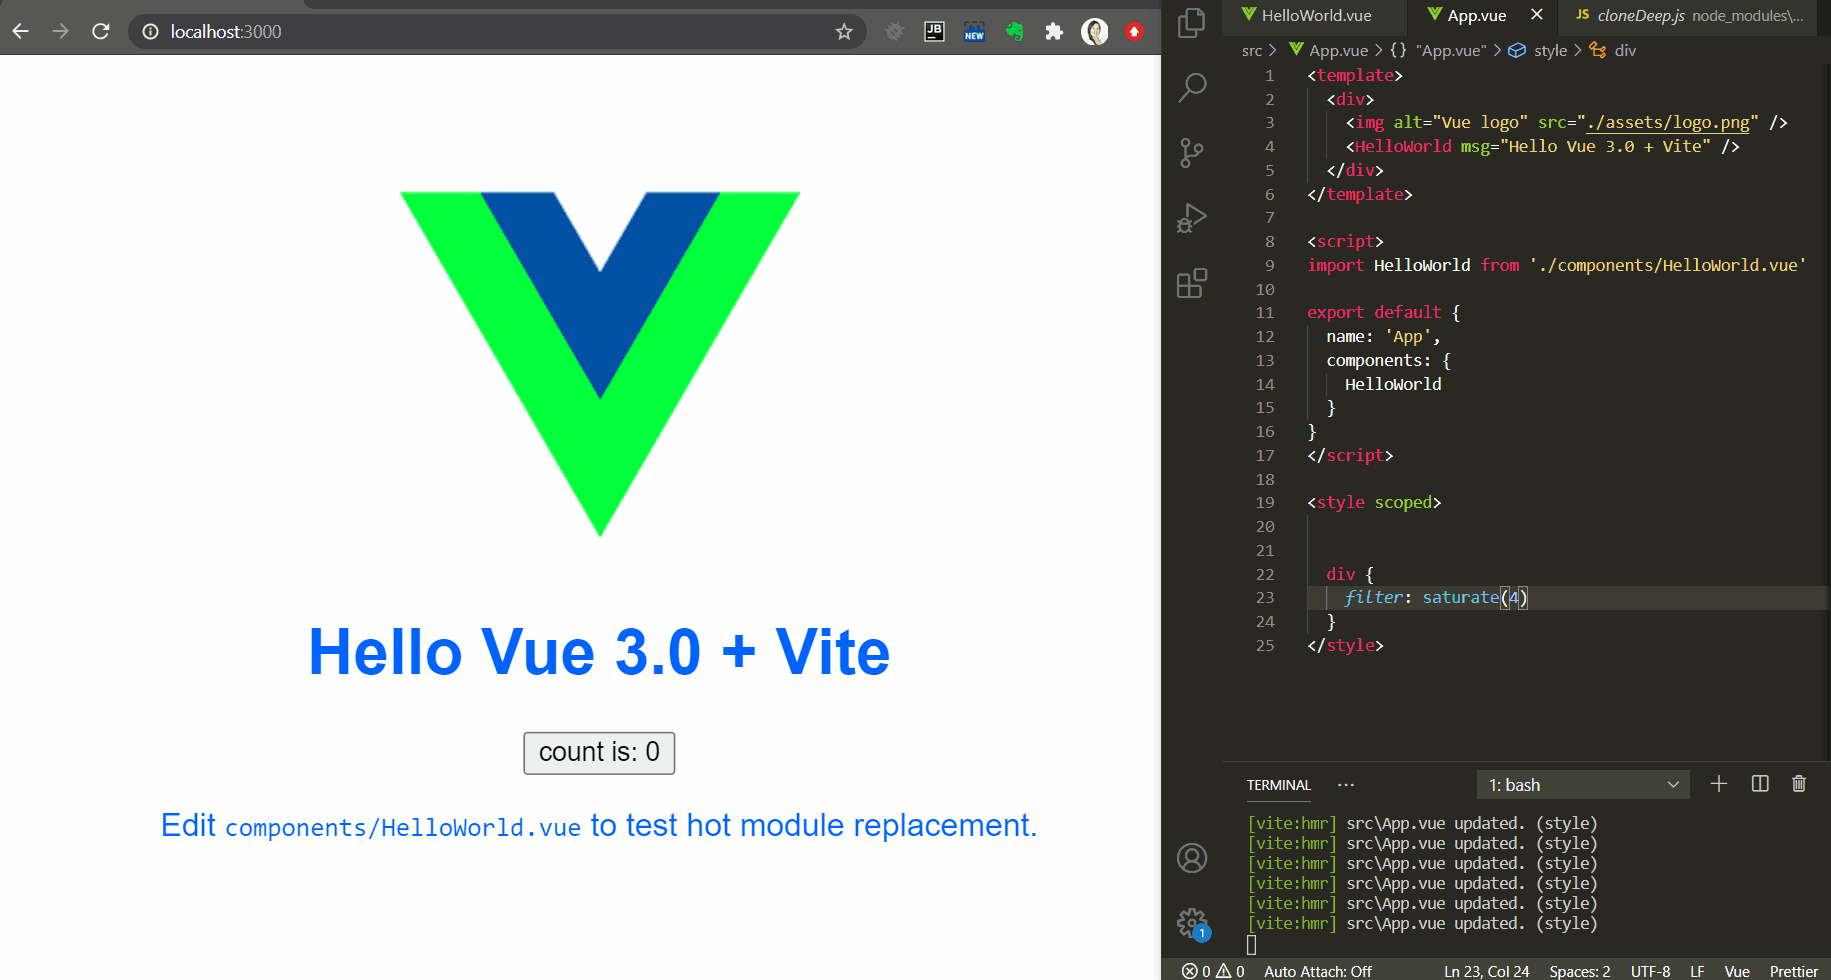 localhost:3000
JB
NEW
Hello Vue 3.0 + Vite
count is: 0
Edit components/HelloWorld.vue to test hot module replacement.
HelloWorld.vue
App.vue
JS cloneDeep.js node_modules\...
src > App.vue > {} "App.vue" > style > div
1 <template>
2 <div>
3 <img alt="Vue logo" src="./assets/logo.png" />
4 <HelloWorld msg="Hello Vue 3.0 + Vite" />
5 </div>
6 </template>
7
8 <script>
9 import HelloWorld from './components/HelloWorld.vue'
10
11 export default {
12 name: 'App',
13 components: {
14 HelloWorld
15 }
16 }
17 </script>
18
19 <style scoped>
20
21
22 div {
23 filter: saturate(4)
24 }
25 </style>
TERMINAL ...
1: bash
[vite:hmr] src\App.vue updated. (style)
[vite:hmr] src\App.vue updated. (style)
[vite:hmr] src\App.vue updated. (style)
[vite:hmr] src\App.vue updated. (style)
[vite:hmr] src\App.vue updated. (style)
[vite:hmr] src\App.vue updated. (style)
1
0 0 Auto Attach: Off Ln 23, Col 24 Spaces: 2 UTF-8 LF Vue Prettier